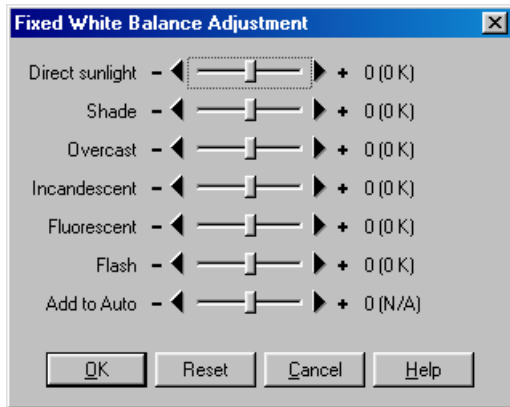 Fixed White Balance Adjustment
Direct sunlight - + 0 (0 K)
Shade - + 0 (0 K)
Overcast - + 0 (0 K)
Incandescent - + 0 (0 K)
Fluorescent - + 0 (0 K)
Flash - + 0 (0 K)
Add to Auto - + 0 (N/A)
OK Reset Cancel Help